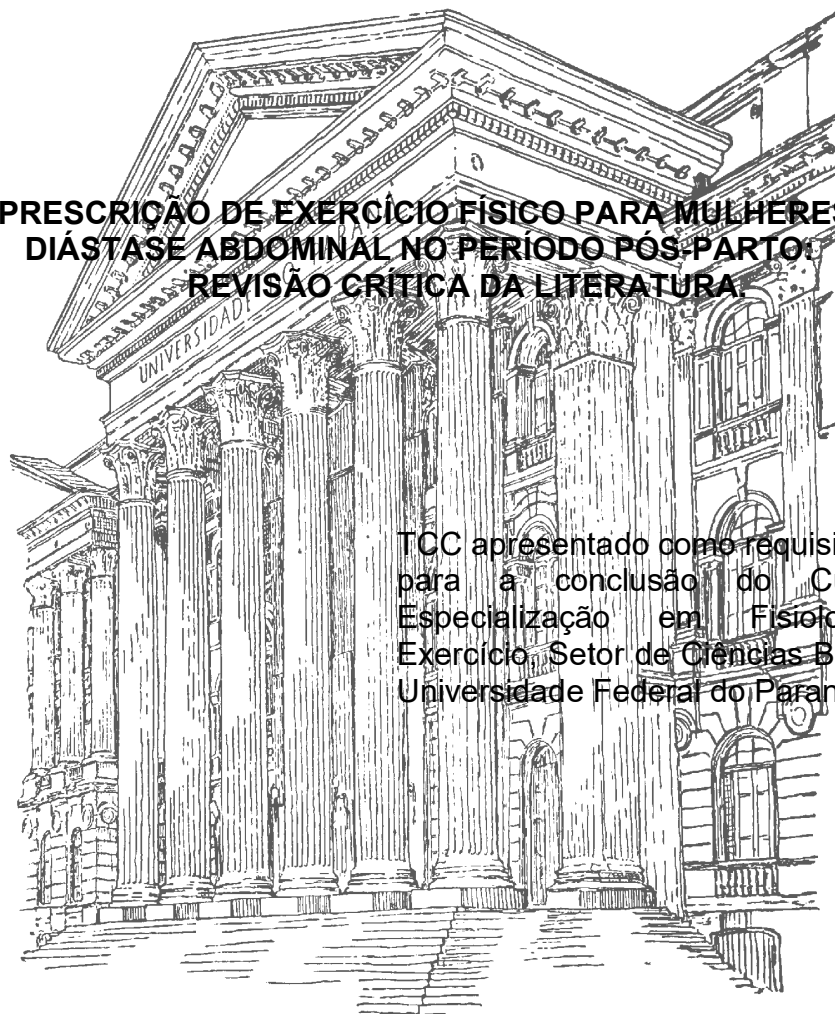 PRESCRIÇÃO DE EXERCÍCIO FÍSICO PARA MULHERES
DIÁSTASE ABDOMINAL NO PERÍODO PÓS-PARTO:
REVISÃO CRÍTICA DA LITERATURA.
UNIVERSIDADE
TCC apresentado como
para a conclusão do
Especialização em
Exercício, Setor de Ciências
Universidade Federal do